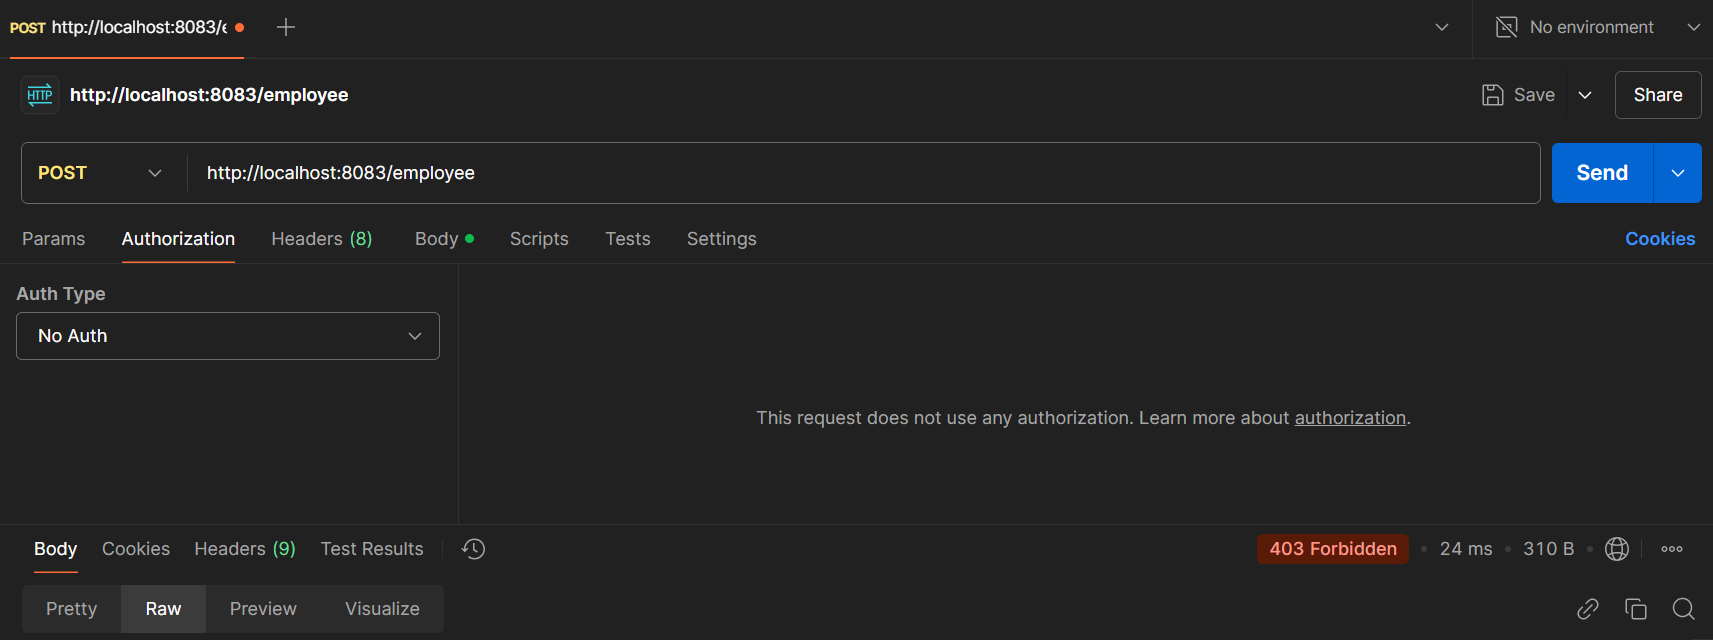 POST http://localhost:8083/e
No environment
HTTP http://localhost:8083/employee
Save
Share
POST http://localhost:8083/employee
Send
Params Authorization Headers (8) Body Scripts Tests Settings Cookies
Auth Type
No Auth
This request does not use any authorization. Learn more about authorization.
Body Cookies Headers (9) Test Results
403 Forbidden • 24 ms • 310 B
Pretty Raw Preview Visualize